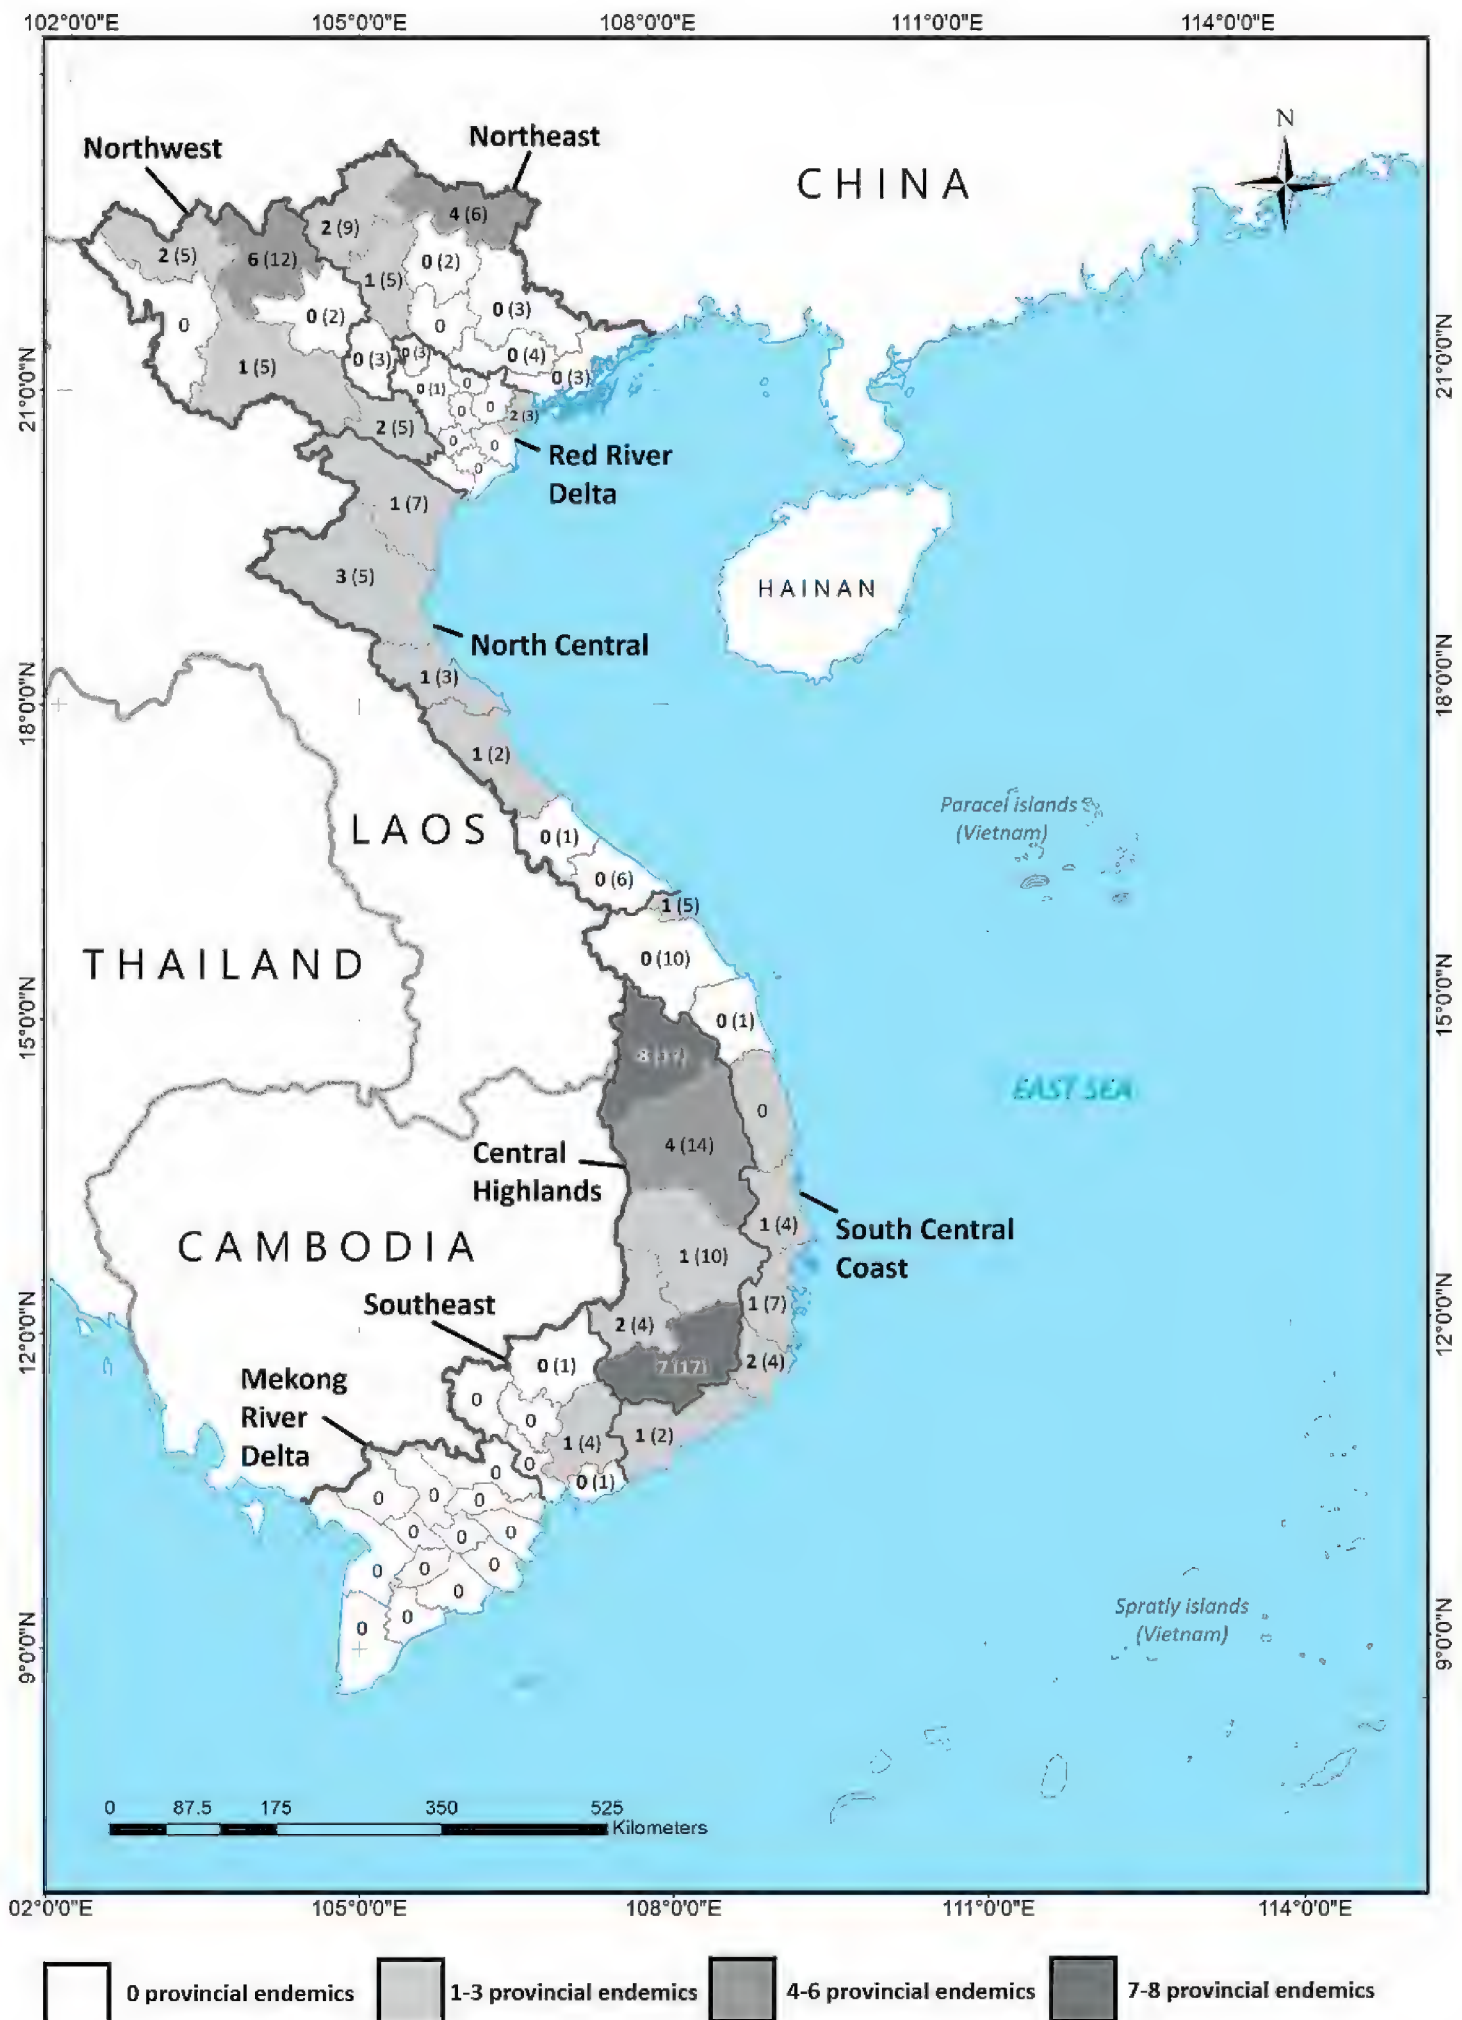 102°0'0"E 105°0'0"E 108°0'0"E 111°0'0"E 114°0'0"E
N
Northwest
Northeast
CHINA
4 (6)
2 (9)
2 (5)
6 (12)
0 (2)
1 (5)
0 (3)
0 (2)
0
0
0 (3)
0 (3)
0 (4)
1 (5)
0 (3)
0 (1)
0
0
0
2 (3)
2 (5)
0
0
0
21°0'0"N
21°0'0"N
Red River
Delta
1 (7)
3 (5)
HAINAN
North Central
1 (3)
18°0'0"N
18°0'0"N
1 (2)
LAOS
Paracel islands
(Vietnam)
0 (1)
0 (6)
1 (5)
THAILAND
0 (10)
15°0'0"N
15°0'0"N
0 (1)
EAST SEA
0
4 (14)
Central
Highlands
1 (4)
South Central
Coast
CAMBODIA
1 (10)
Southeast
1 (7)
2 (4)
12°0'0"N
12°0'0"N
0 (1)
7 (17)
2 (4)
Mekong
River
Delta
0
0
1 (4)
1 (2)
0
0
0 (1)
0
0
0
0
0
0
0
0
0
0
0
0
Spratly islands
(Vietnam)
9°0'0"N
9°0'0"N
0 87.5 175 350 525
Kilometers
02°0'0"E 105°0'0"E 108°0'0"E 111°0'0"E 114°0'0"E
0 provincial endemics 1-3 provincial endemics 4-6 provincial endemics 7-8 provincial endemics